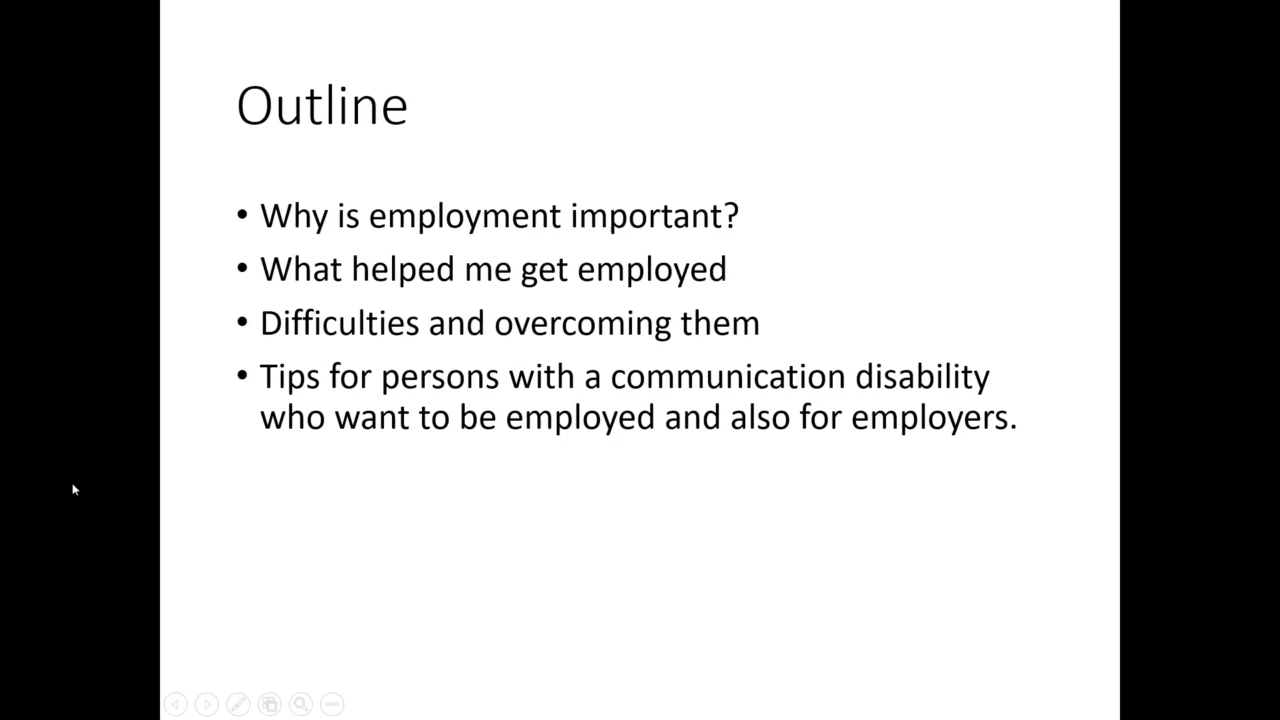 Outline
• Why is employment important?
• What helped me get employed
• Difficulties and overcoming them
• Tips for persons with a communication disability
who want to be employed and also for employers.